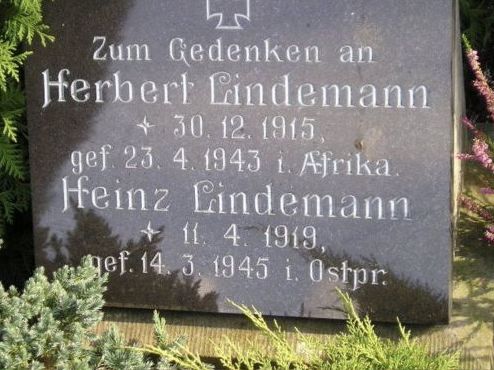 Zum Gedenken an
Herbert Lindemann
✦ 30. 12. 1915,
gef. 23. 4. 1943 i. Afrika.
Heinz Lindemann
✦ 11. 4. 1919,
gef. 14. 3. 1945 i. Ostpr.